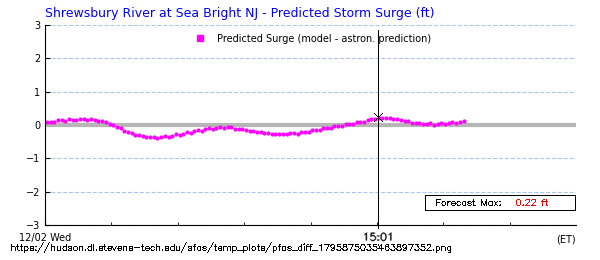 Shrewsbury River at Sea Bright NJ - Predicted Storm Surge (ft)
3
Predicted Surge (model - astron. prediction)
2
1
0
−1
−2
Forecast Max: 0.22 ft
−3
12/02 Wed 15:01 (ET)
https://hudson.dl.stevens-tech.edu/sfas/temp_plots/pfas_diff_1795875035463897352.png